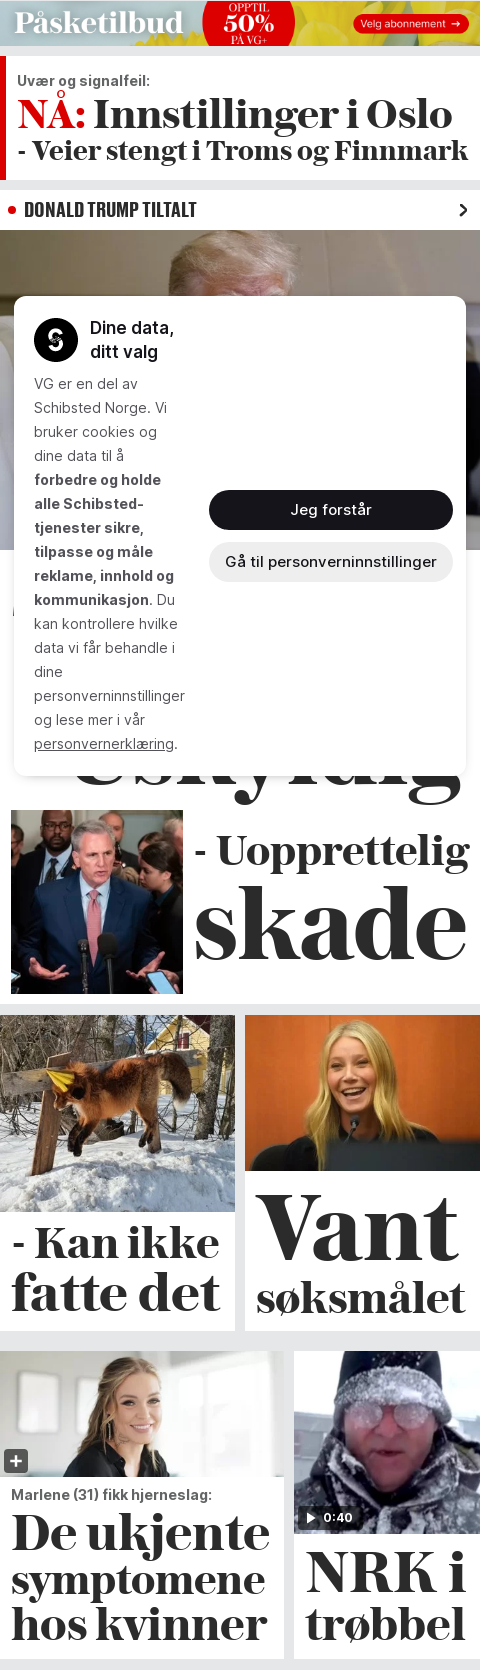 Påsketilbud
OPPTIL
50%
PÅ VG+
Velg abonnement →
Uvær og signalfeil:
NÅ: Innstillinger i Oslo
- Veier stengt i Troms og Finnmark
DONALD TRUMP TILTALT
Dine data,
ditt valg
VG er en del av
Schibsted Norge. Vi
bruker cookies og
dine data til å
forbedre og holde
alle Schibsted-
tjenester sikre,
tilpasse og måle
reklame, innhold og
kommunikasjon. Du
kan kontrollere hvilke
data vi får behandle i
dine
personverninnstillinger
og lese mer i vår
personvernerklæring.
Jeg forstår
Gå til personverninnstillinger
- Uopprettelig
skade
- Kan ikke
fatte det
Vant
søksmålet
Marlene (31) fikk hjerneslag:
De ukjente
symptomene
hos kvinner
0:40
NRK i
trøbbel